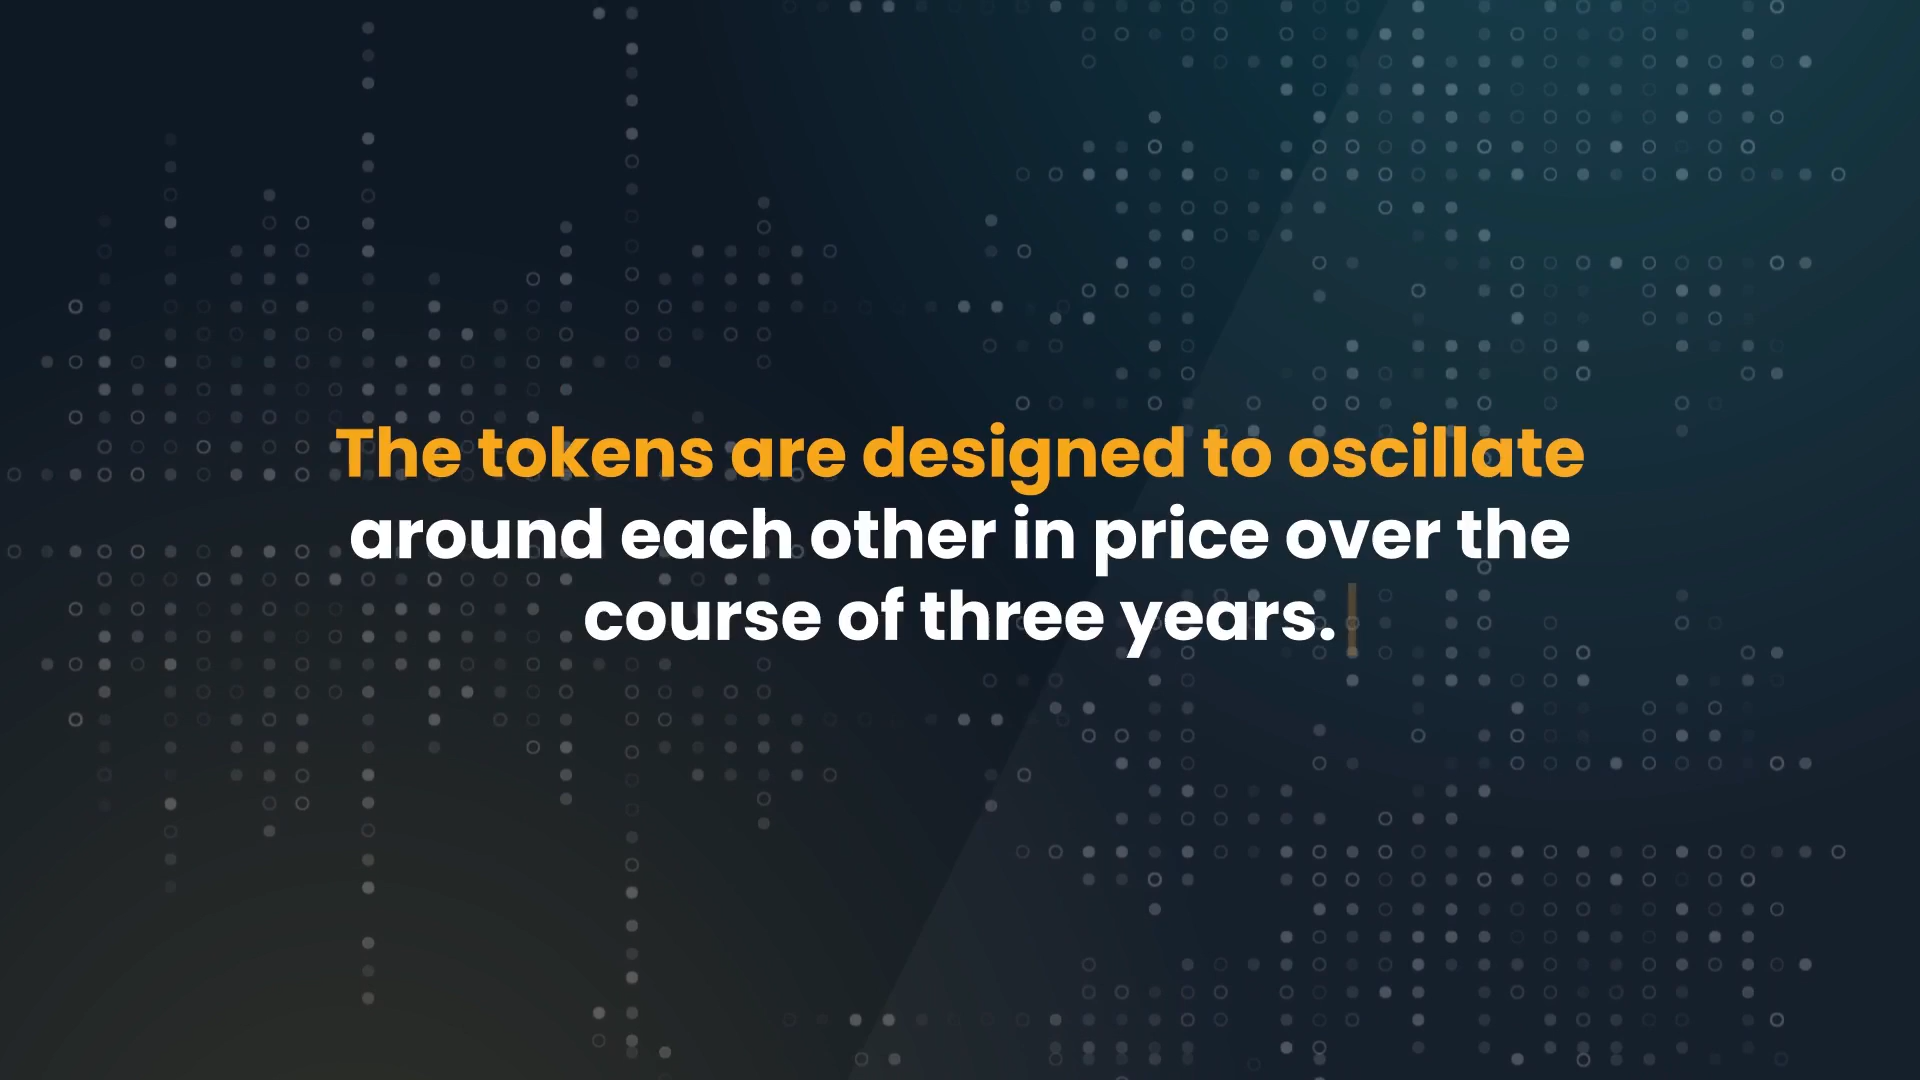 The tokens are designed to oscillate
around each other in price over the
course of three years.